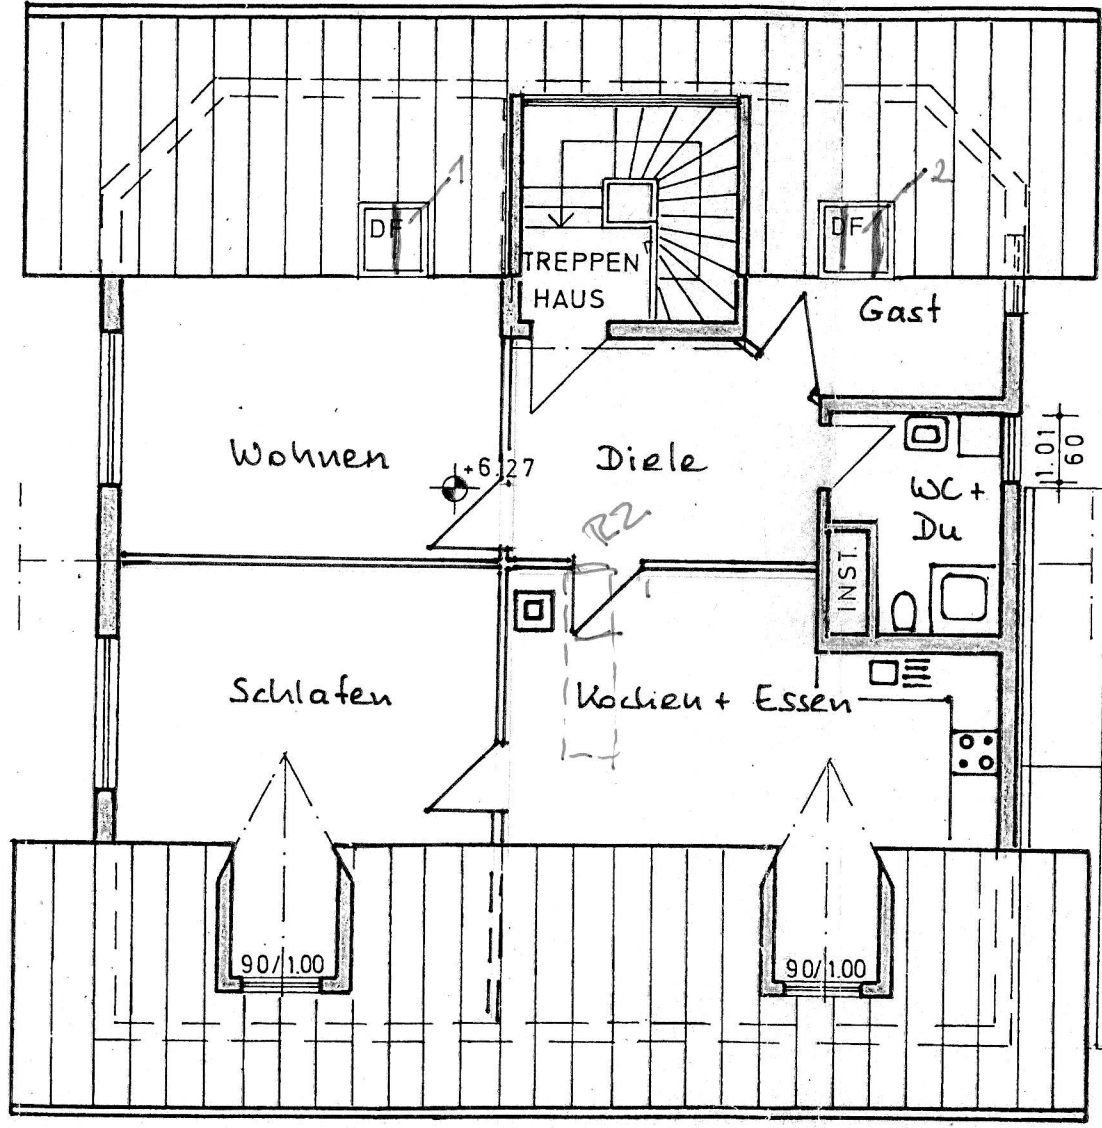 1
2
DF
DF
TREPPEN
HAUS
Gast
Wohnen
+6.27
Diele
1.01
60
WC +
Du
RZ.
INST.
Schlafen
Kochen + Essen
90/1.00
90/1.00